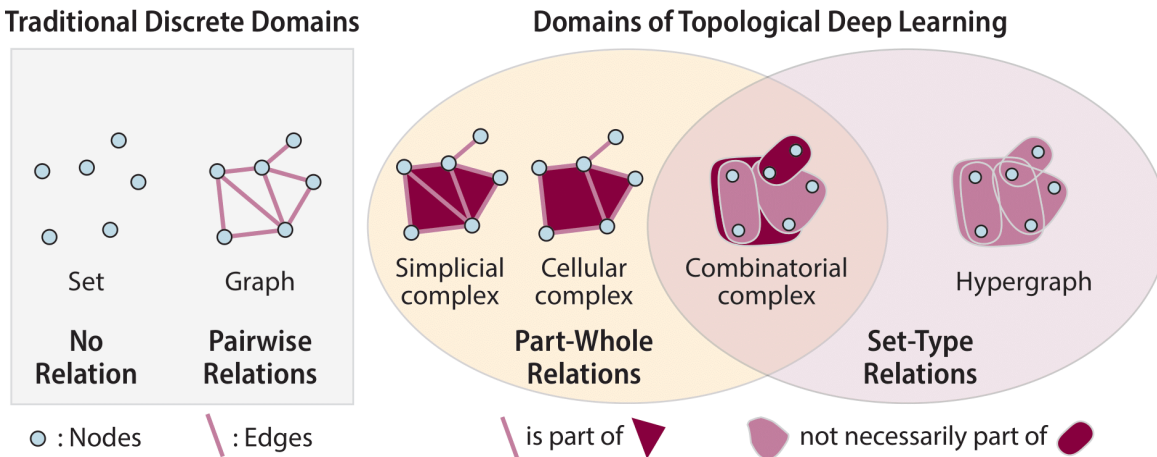 Traditional Discrete Domains
Domains of Topological Deep Learning
Set
Graph
Simplicial
complex
Cellular
complex
Combinatorial
complex
Hypergraph
No
Relation
Pairwise
Relations
Part-Whole
Relations
Set-Type
Relations
: Nodes
: Edges
is part of
not necessarily part of